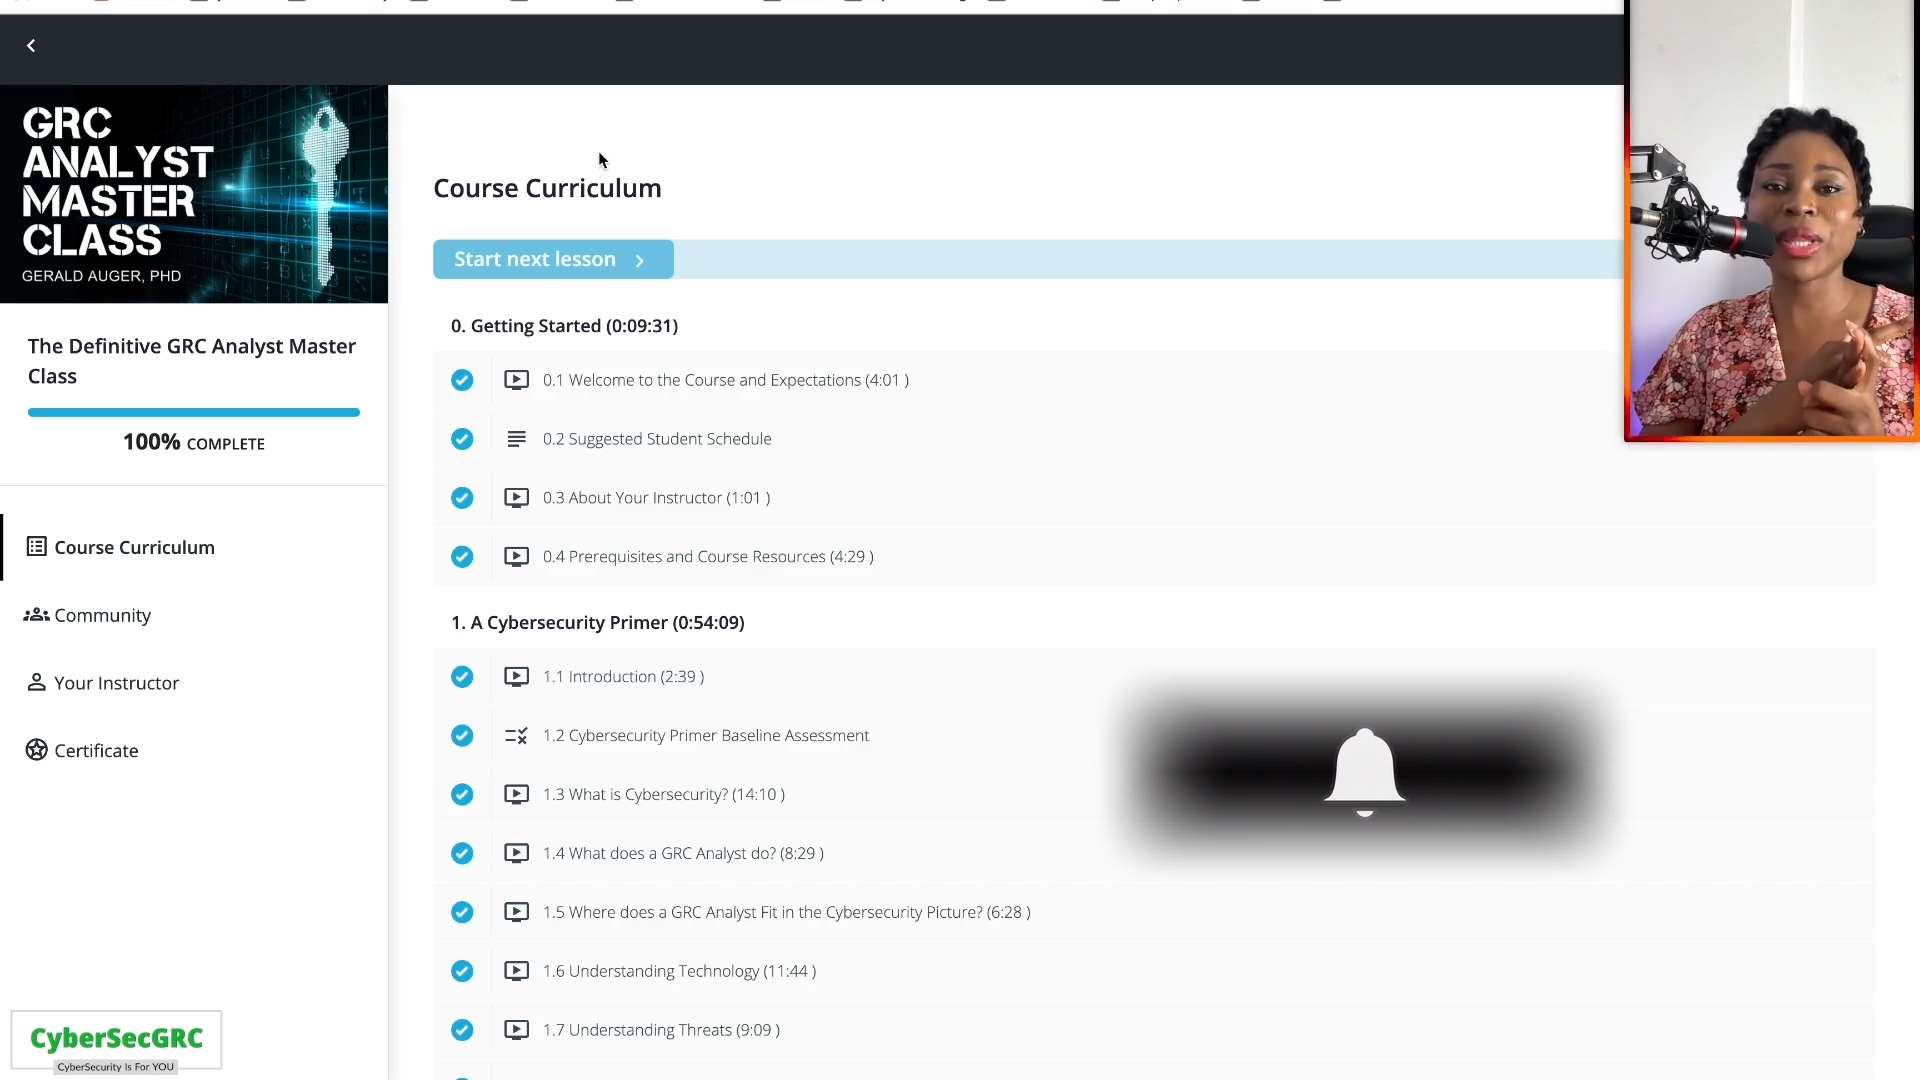 GRC
ANALYST
MASTER
CLASS
GERALD AUGER, PHD
The Definitive GRC Analyst Master
Class
100% COMPLETE
Course Curriculum
Community
Your Instructor
Certificate
CyberSecGRC
CyberSecurity Is For YOU
Course Curriculum
Start next lesson
0. Getting Started (0:09:31)
0.1 Welcome to the Course and Expectations (4:01 )
0.2 Suggested Student Schedule
0.3 About Your Instructor (1:01 )
0.4 Prerequisites and Course Resources (4:29 )
1. A Cybersecurity Primer (0:54:09)
1.1 Introduction (2:39 )
1.2 Cybersecurity Primer Baseline Assessment
1.3 What is Cybersecurity? (14:10 )
1.4 What does a GRC Analyst do? (8:29 )
1.5 Where does a GRC Analyst Fit in the Cybersecurity Picture? (6:28 )
1.6 Understanding Technology (11:44 )
1.7 Understanding Threats (9:09 )